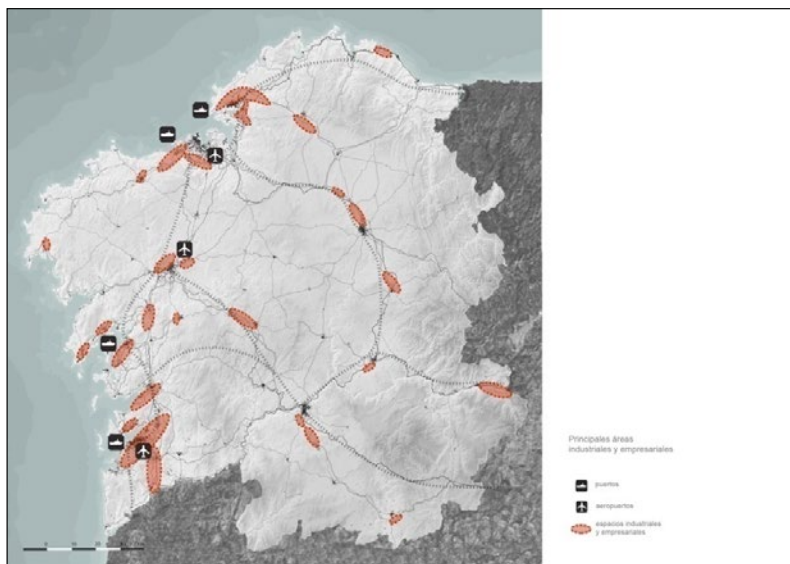 Principales áreas
industriales y empresariales
puertos
aeropuertos
espacios industriales
y empresariales